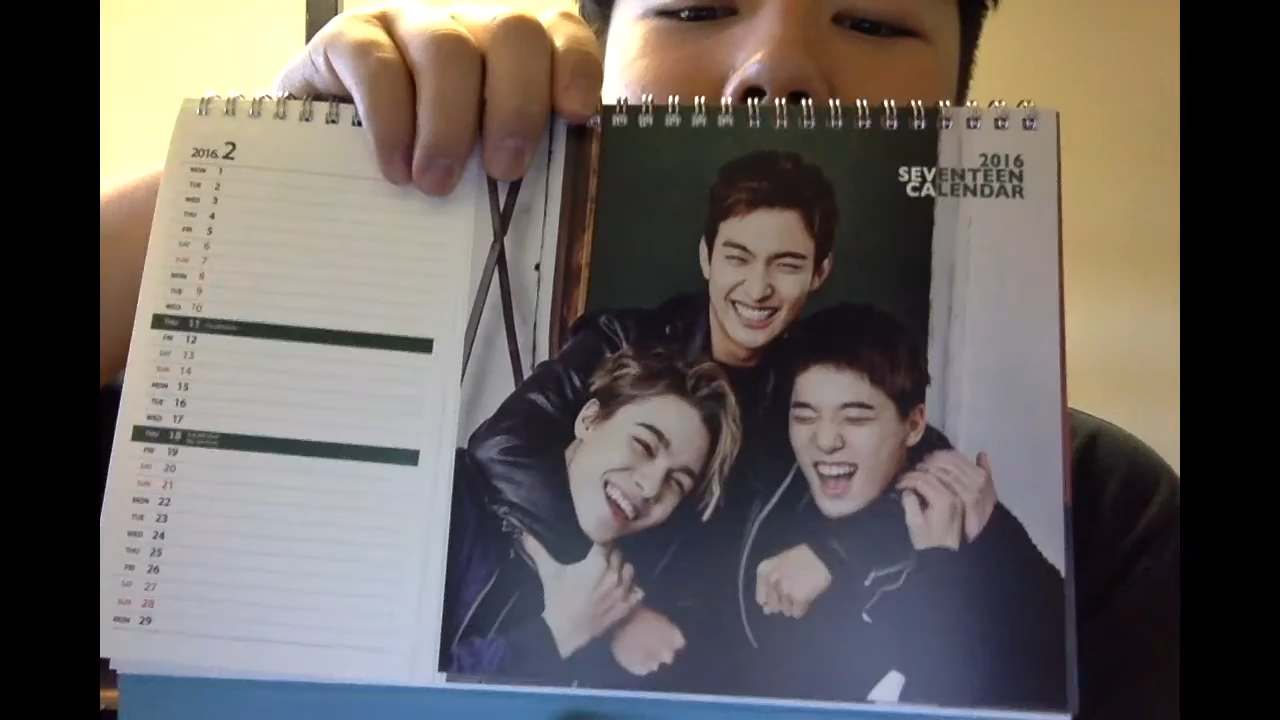 2016.2
MON 1
TUE 2
WED 3
THU 4
FRI 5
SAT 6
SUN 7
MON 8
TUE 9
WED 10
THU 11
FRI 12
SAT 13
SUN 14
MON 15
TUE 16
WED 17
THU 18
FRI 19
SAT 20
SUN 21
MON 22
TUE 23
WED 24
THU 25
FRI 26
SAT 27
SUN 28
MON 29
2016
SEVENTEEN
CALENDAR